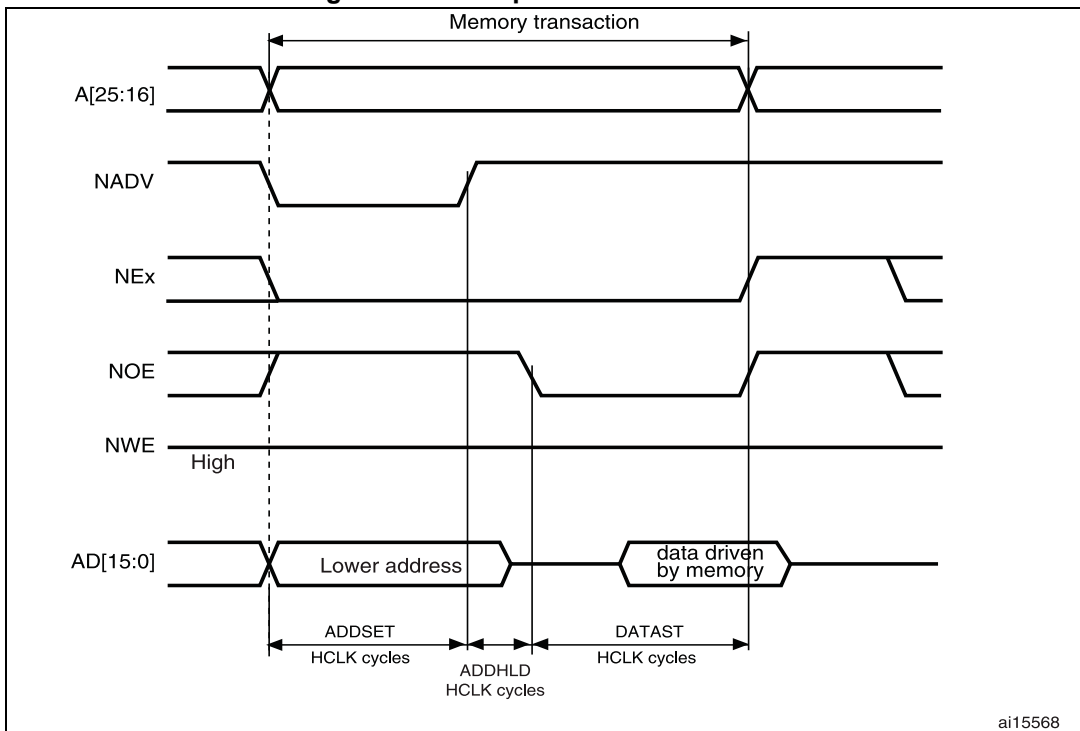 Memory transaction
A[25:16]
NADV
NEx
NOE
NWE
High
AD[15:0]
Lower address
data driven
by memory
ADDSET
HCLK cycles
ADDHLD
HCLK cycles
DATAST
HCLK cycles
ai15568